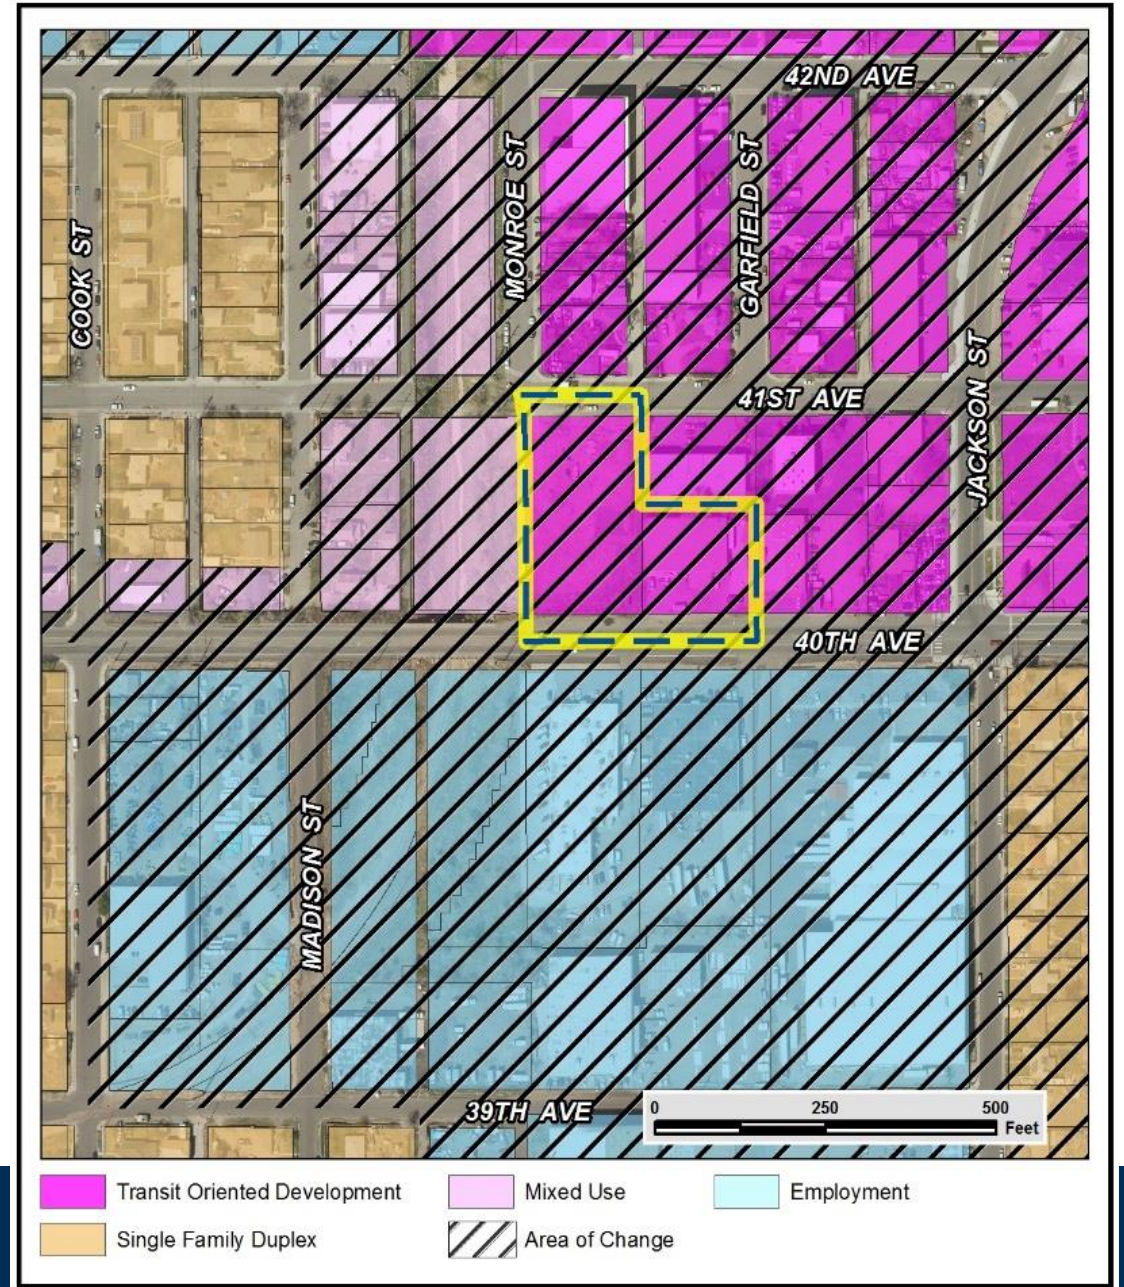 42ND AVE
MONROE ST
GARFIELD ST
COOK ST
JACKSON ST
41ST AVE
40TH AVE
MADISON ST
39TH AVE
0 250 500
Feet
Transit Oriented Development Mixed Use Employment
Single Family Duplex Area of Change